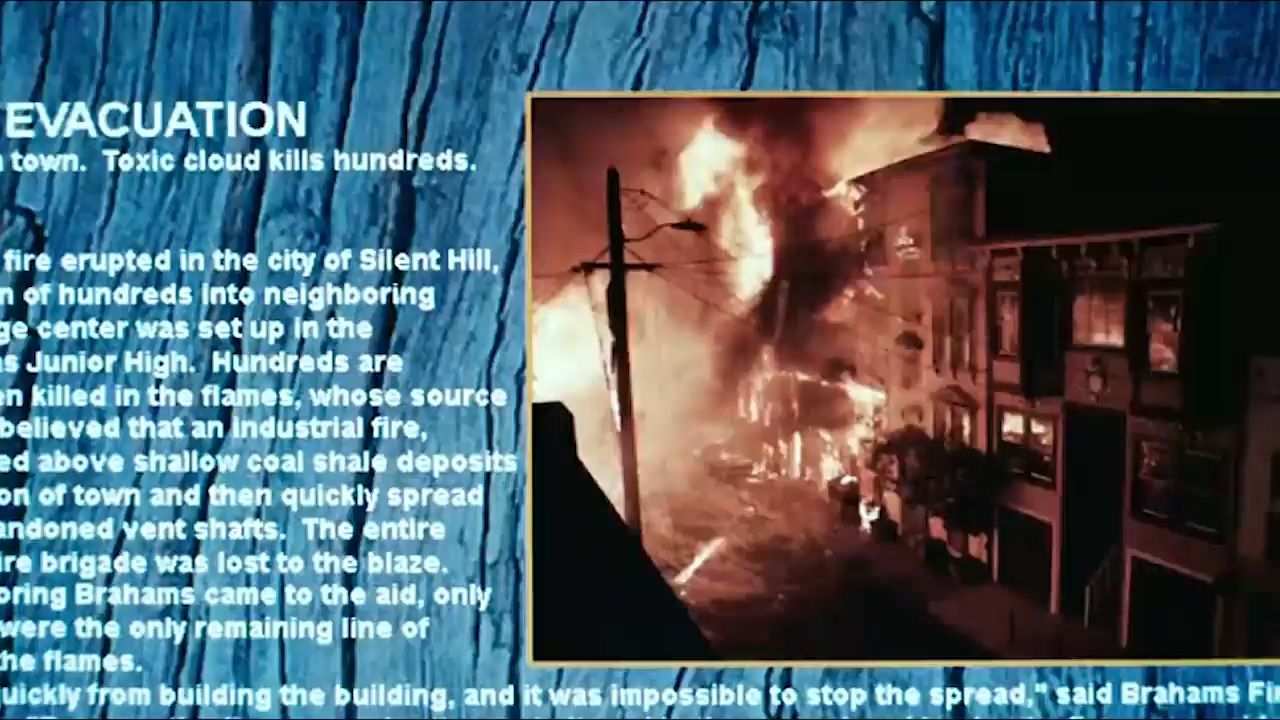 EVACUATION
town. Toxic cloud kills hundreds.
fire erupted in the city of Silent Hill,
n of hundreds into neighboring
ge center was set up in the
s Junior High. Hundreds are
en killed in the flames, whose source
believed that an industrial fire,
ed above shallow coal shale deposits
on of town and then quickly spread
andoned vent shafts. The entire
ire brigade was lost to the blaze.
oring Brahams came to the aid, only
were the only remaining line of
the flames.
quickly from building the building, and it was impossible to stop the spread," said Brahams Fi